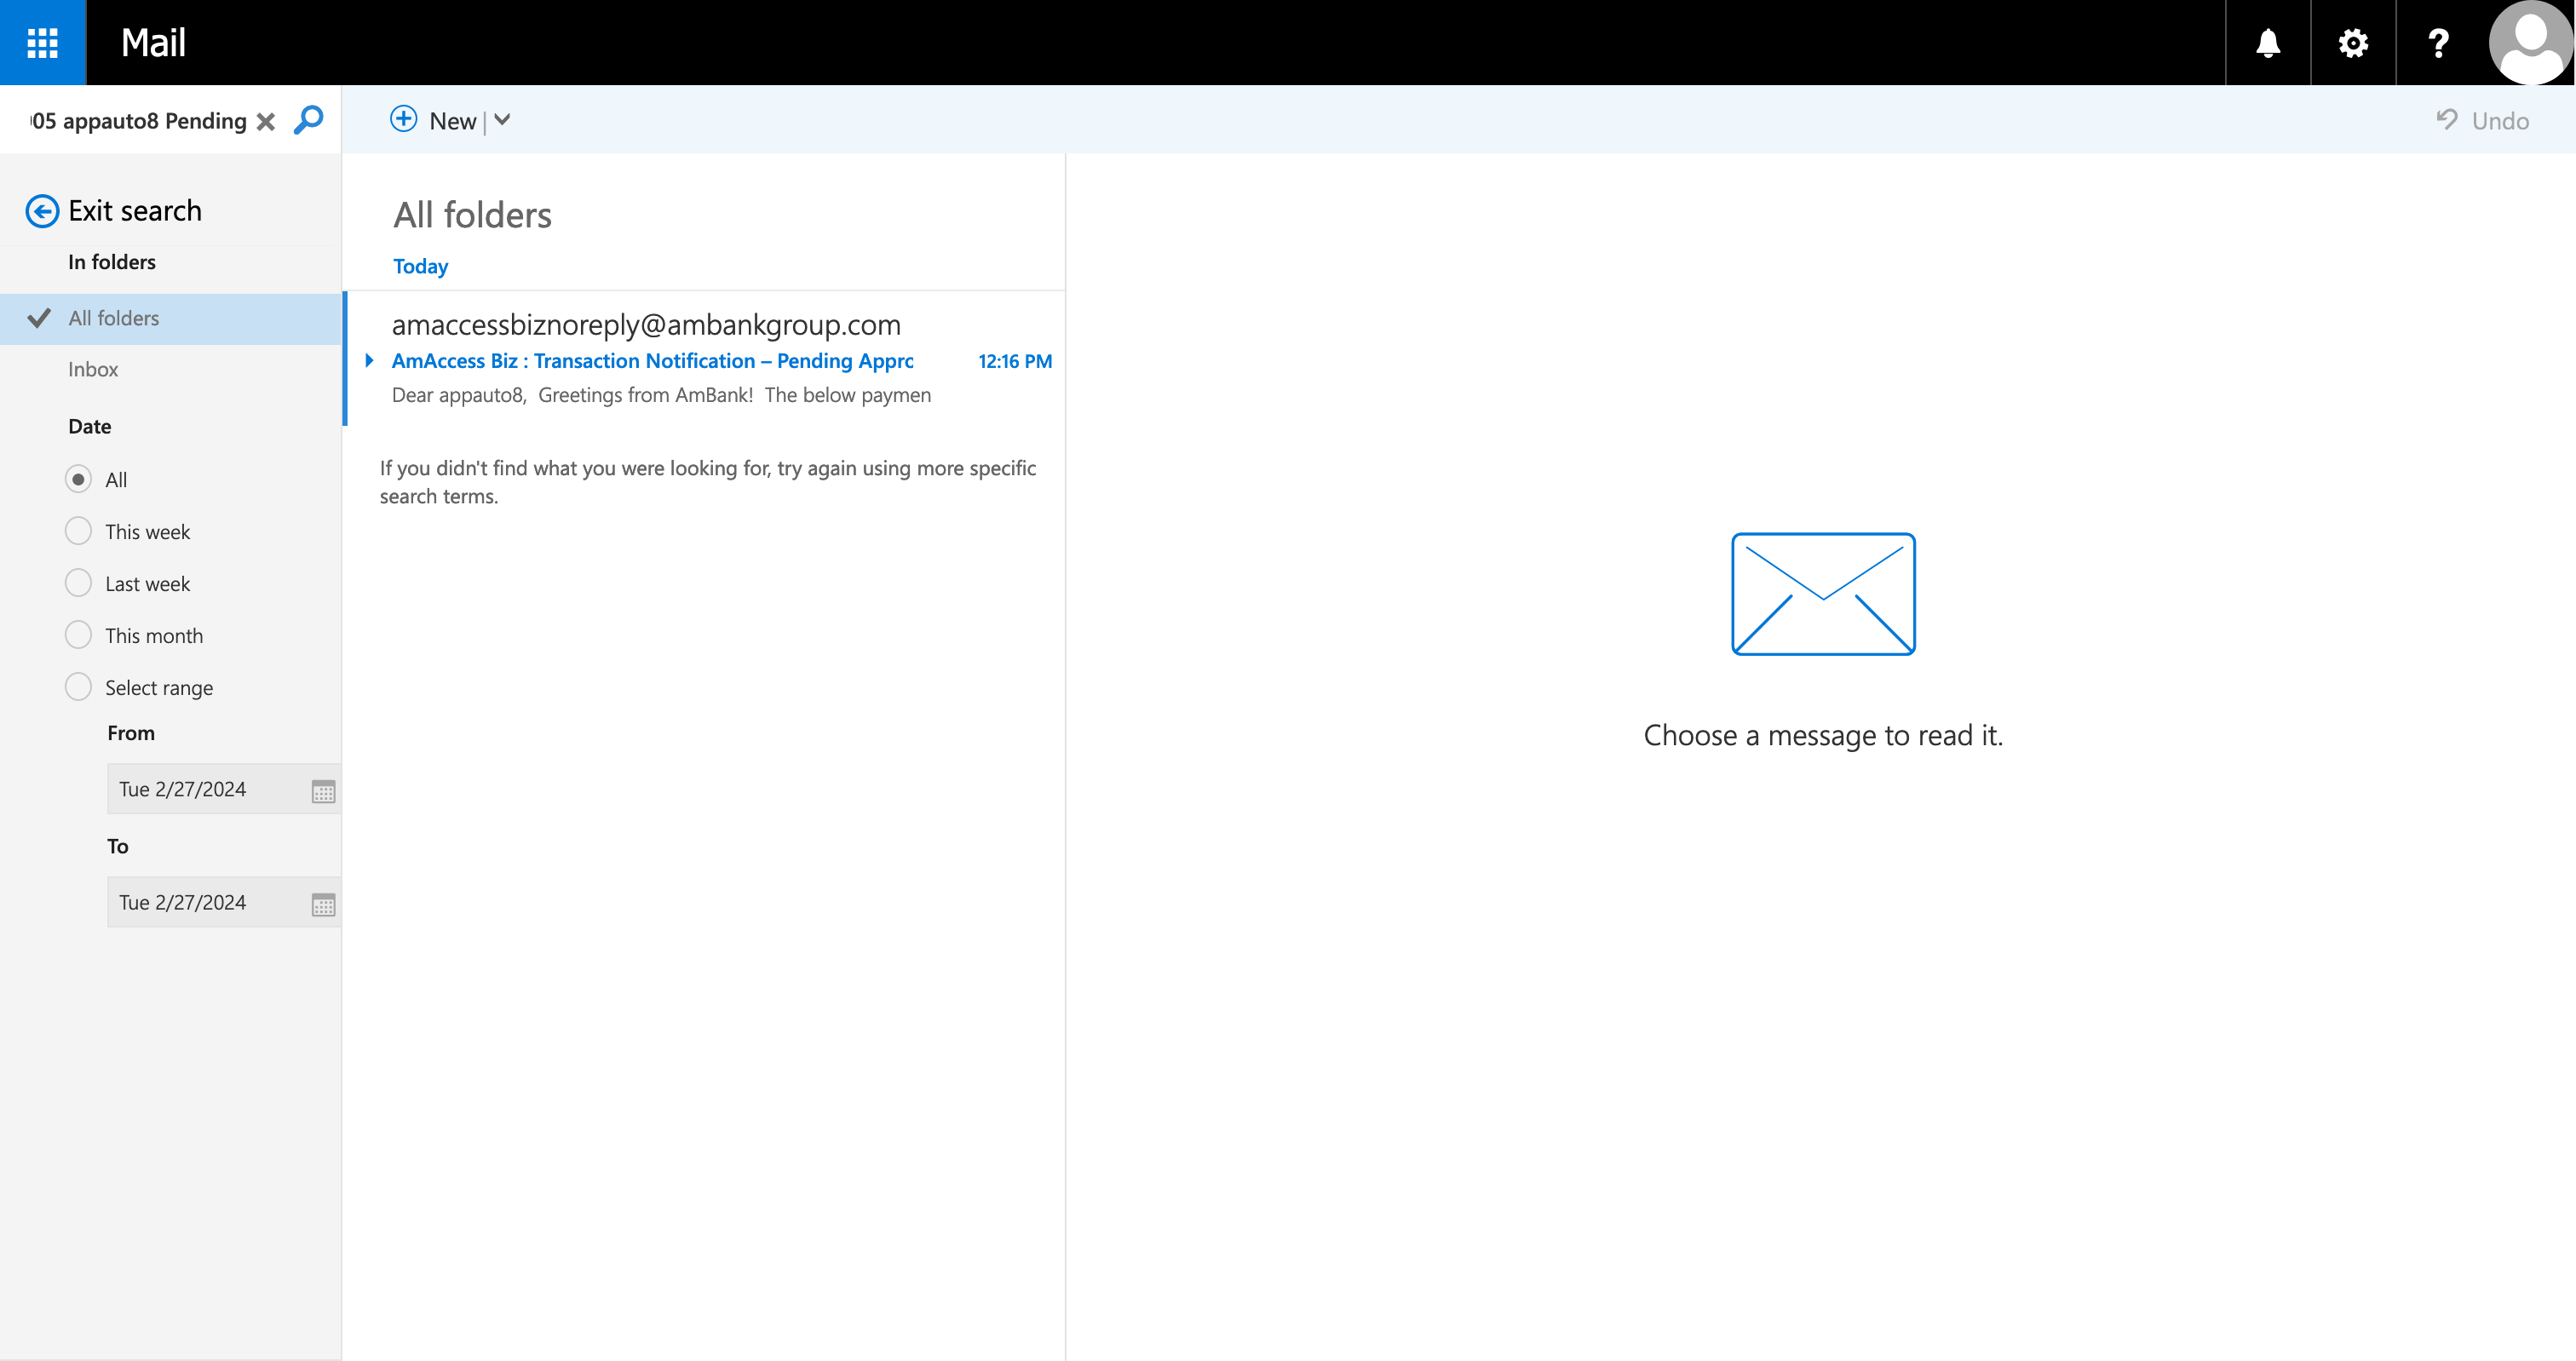 Mail
05 appauto8 Pending
New
Undo
Exit search
In folders
All folders
Inbox
Date
All
This week
Last week
This month
Select range
From
Tue 2/27/2024
To
Tue 2/27/2024
All folders
Today
amaccessbiznoreply@ambankgroup.com
AmAccess Biz : Transaction Notification – Pending Appro 12:16 PM
Dear appauto8, Greetings from AmBank! The below paymen
If you didn't find what you were looking for, try again using more specific
search terms.
Choose a message to read it.